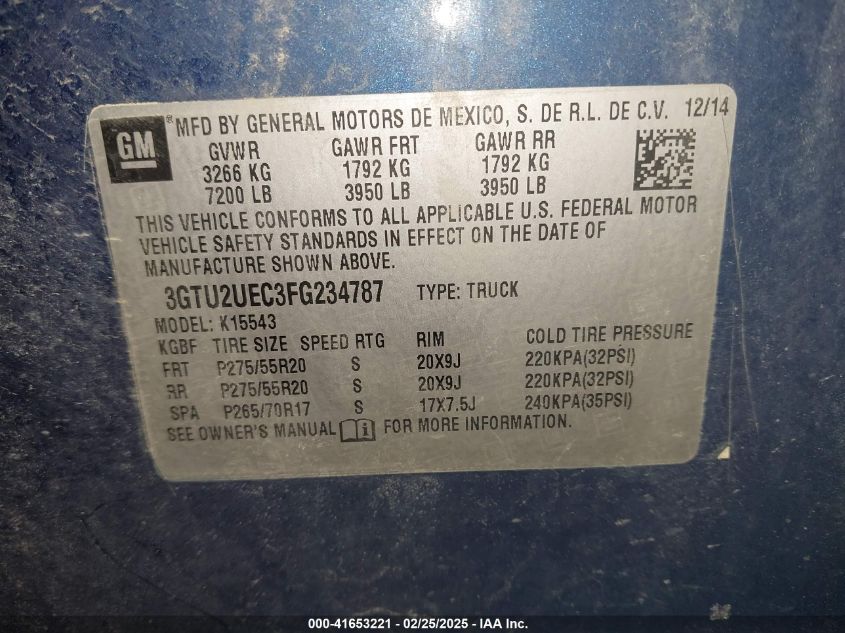 GM ® MFD BY GENERAL MOTORS DE MEXICO, S. DE R.L. DE C.V. 12/14
GVWR GAWR FRT GAWR RR
3266 KG 1792 KG 1792 KG
7200 LB 3950 LB 3950 LB
THIS VEHICLE CONFORMS TO ALL APPLICABLE U.S. FEDERAL MOTOR
VEHICLE SAFETY STANDARDS IN EFFECT ON THE DATE OF
MANUFACTURE SHOWN ABOVE.
3GTU2UEC3FG234787 TYPE: TRUCK
MODEL: K15543
KGBF TIRE SIZE SPEED RTG RIM COLD TIRE PRESSURE
FRT P275/55R20 S 20X9J 220KPA(32PSI)
RR P275/55R20 S 20X9J 220KPA(32PSI)
SPA P265/70R17 S 17X7.5J 240KPA(35PSI)
SEE OWNER'S MANUAL i FOR MORE INFORMATION.
000-41653221 - 02/25/2025 - IAA Inc.